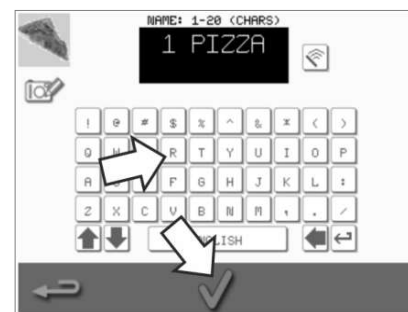 NAME: 1-20 (CHARS)
1 PIZZA
! @ # $ % ^ & * ( )
Q W R T Y U I O P
A F G H J K L :
Z X C V B N M , . /